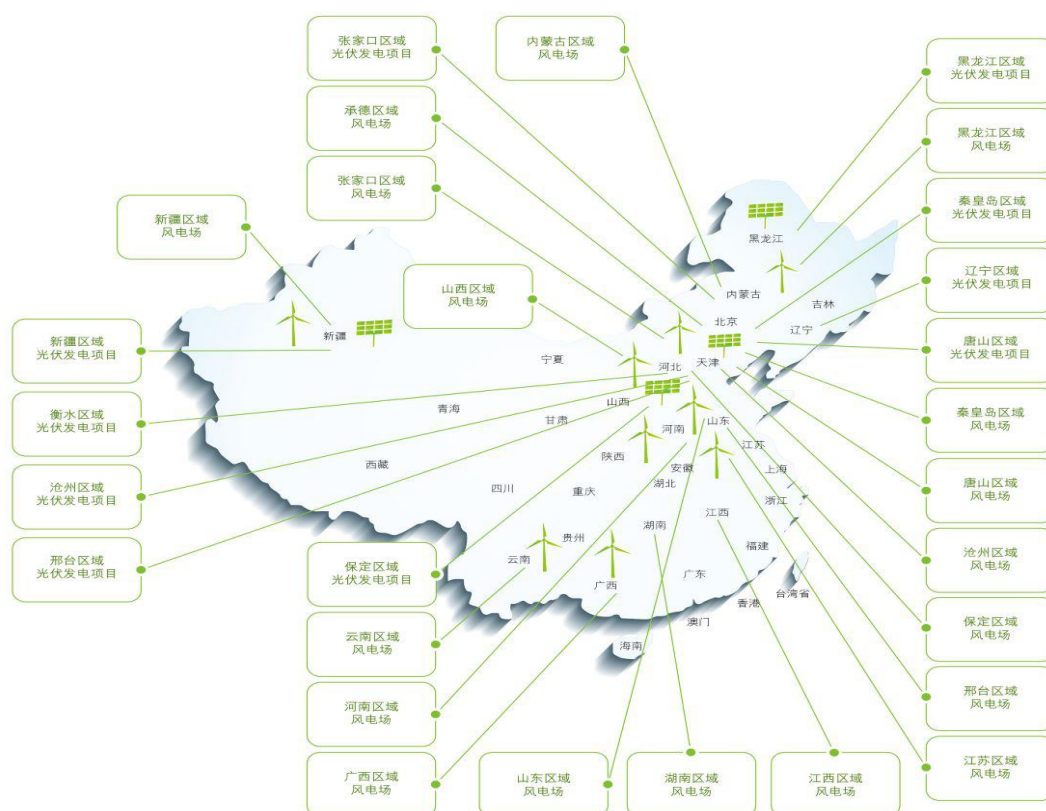 张家口区域
光伏发电项目
内蒙古区域
风电场
黑龙江区域
光伏发电项目
承德区域
风电场
黑龙江区域
风电场
张家口区域
风电场
秦皇岛区域
光伏发电项目
新疆区域
风电场
山西区域
风电场
辽宁区域
光伏发电项目
新疆区域
光伏发电项目
唐山区域
光伏发电项目
衡水区域
光伏发电项目
秦皇岛区域
风电场
沧州区域
光伏发电项目
唐山区域
风电场
邢台区域
光伏发电项目
保定区域
光伏发电项目
沧州区域
风电场
云南区域
风电场
保定区域
风电场
河南区域
风电场
邢台区域
风电场
广西区域
风电场
山东区域
风电场
湖南区域
风电场
江西区域
风电场
江苏区域
风电场
黑龙江
内蒙古
吉林
北京
辽宁
新疆
宁夏
河北
天津
青海
甘肃
山西
山东
河南
江苏
西藏
陕西
安徽
上海
四川
重庆
湖北
浙江
湖南
江西
贵州
云南
福建
广西
广东
台湾省
香港
澳门
海南